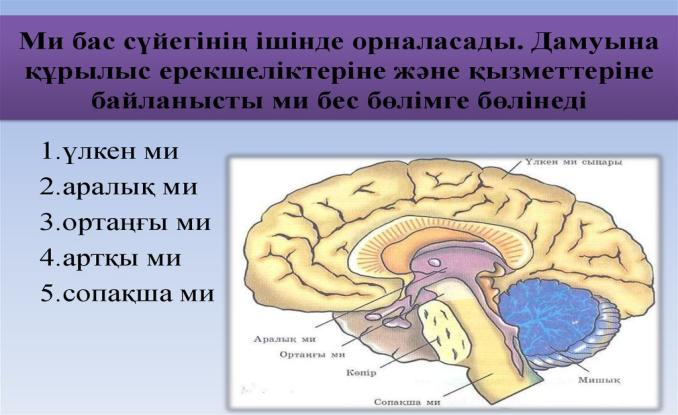 Ми бас сүйегінің ішінде орналасады. Дамуына
құрылыс ерекшеліктеріне және қызметтеріне
байланысты ми бес бөлімге бөлінеді
1.үлкен ми
2.аралық ми
3.ортаңғы ми
4.артқы ми
5.сопақша ми
Үлкен ми сыңары
Аралық ми
Ортаңғы ми
Көпір
Мишық
Сопақша ми